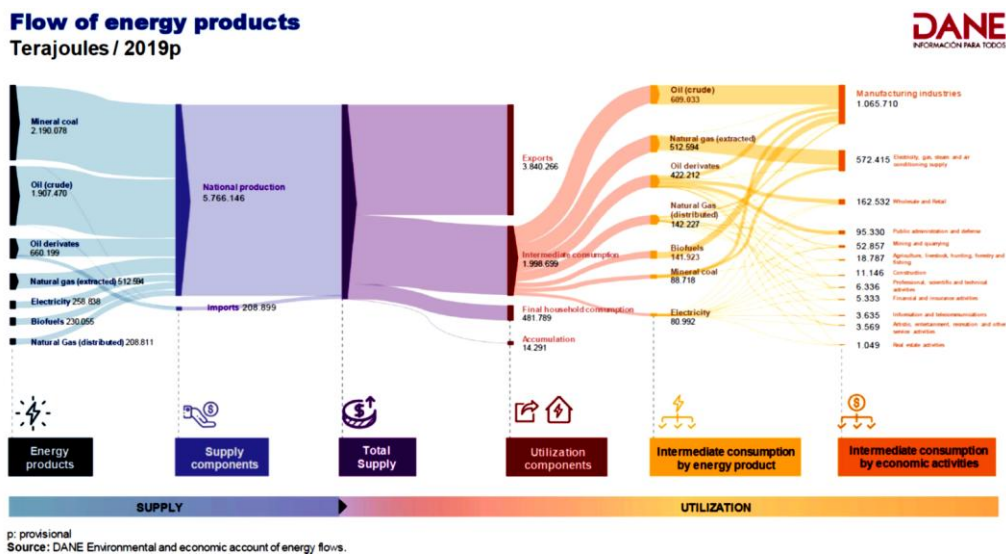 Flow of energy products
Terajoules / 2019p
DANE
INFORMACIÓN PARA TODOS
Mineral coal
2.190.078
Oil (crude)
1.907.470
Oil derivates
660.199
Natural gas (extracted) 512.594
Electricity 258.838
Biofuels 230.055
Natural Gas (distributed) 208.811
National production
5.766.146
Imports 208.899
Exports
3.840.266
Intermediate consumption
1.998.699
Final household consumption
481.789
Accumulation
14.291
Oil (crude)
609.033
Natural gas (extracted)
512.594
Oil derivates
422.212
Natural Gas
(distributed)
142.227
Biofuels
141.923
Mineral coal
88.718
Electricity
80.992
Manufacturing industries
1.065.710
572.415 Electricity, gas, steam and air
conditioning supply
162.532 Wholesale and Retail
95.330 Public administration and defense
52.857 Mining and quarrying
18.787 Agriculture, livestock, hunting, forestry and
fishing
11.146 Construction
6.336 Professional, scientific and technical
activities
5.333 Financial and insurance activities
3.635 Information and telecommunications
3.569 Artistic, entertainment, recreation and other
service activities
1.049 Real estate activities
Energy
products
Supply
components
Total
Supply
Utilization
components
Intermediate consumption
by energy product
Intermediate consumption
by economic activities
SUPPLY
UTILIZATION
p: provisional
Source: DANE Environmental and economic account of energy flows.